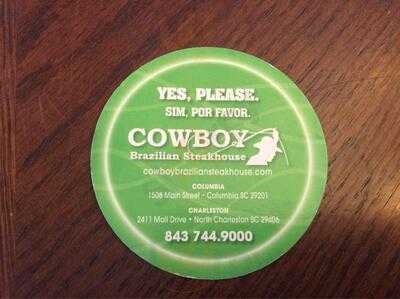 YES, PLEASE.
SIM, POR FAVOR.
COWBOY
Brazilian Steakhouse
cowboybraziliansteakhouse.com
COLUMBIA
1508 Main Street • Columbia SC 29201
CHARLESTON
2411 Mall Drive • North Charleston SC 29406
843 744.9000